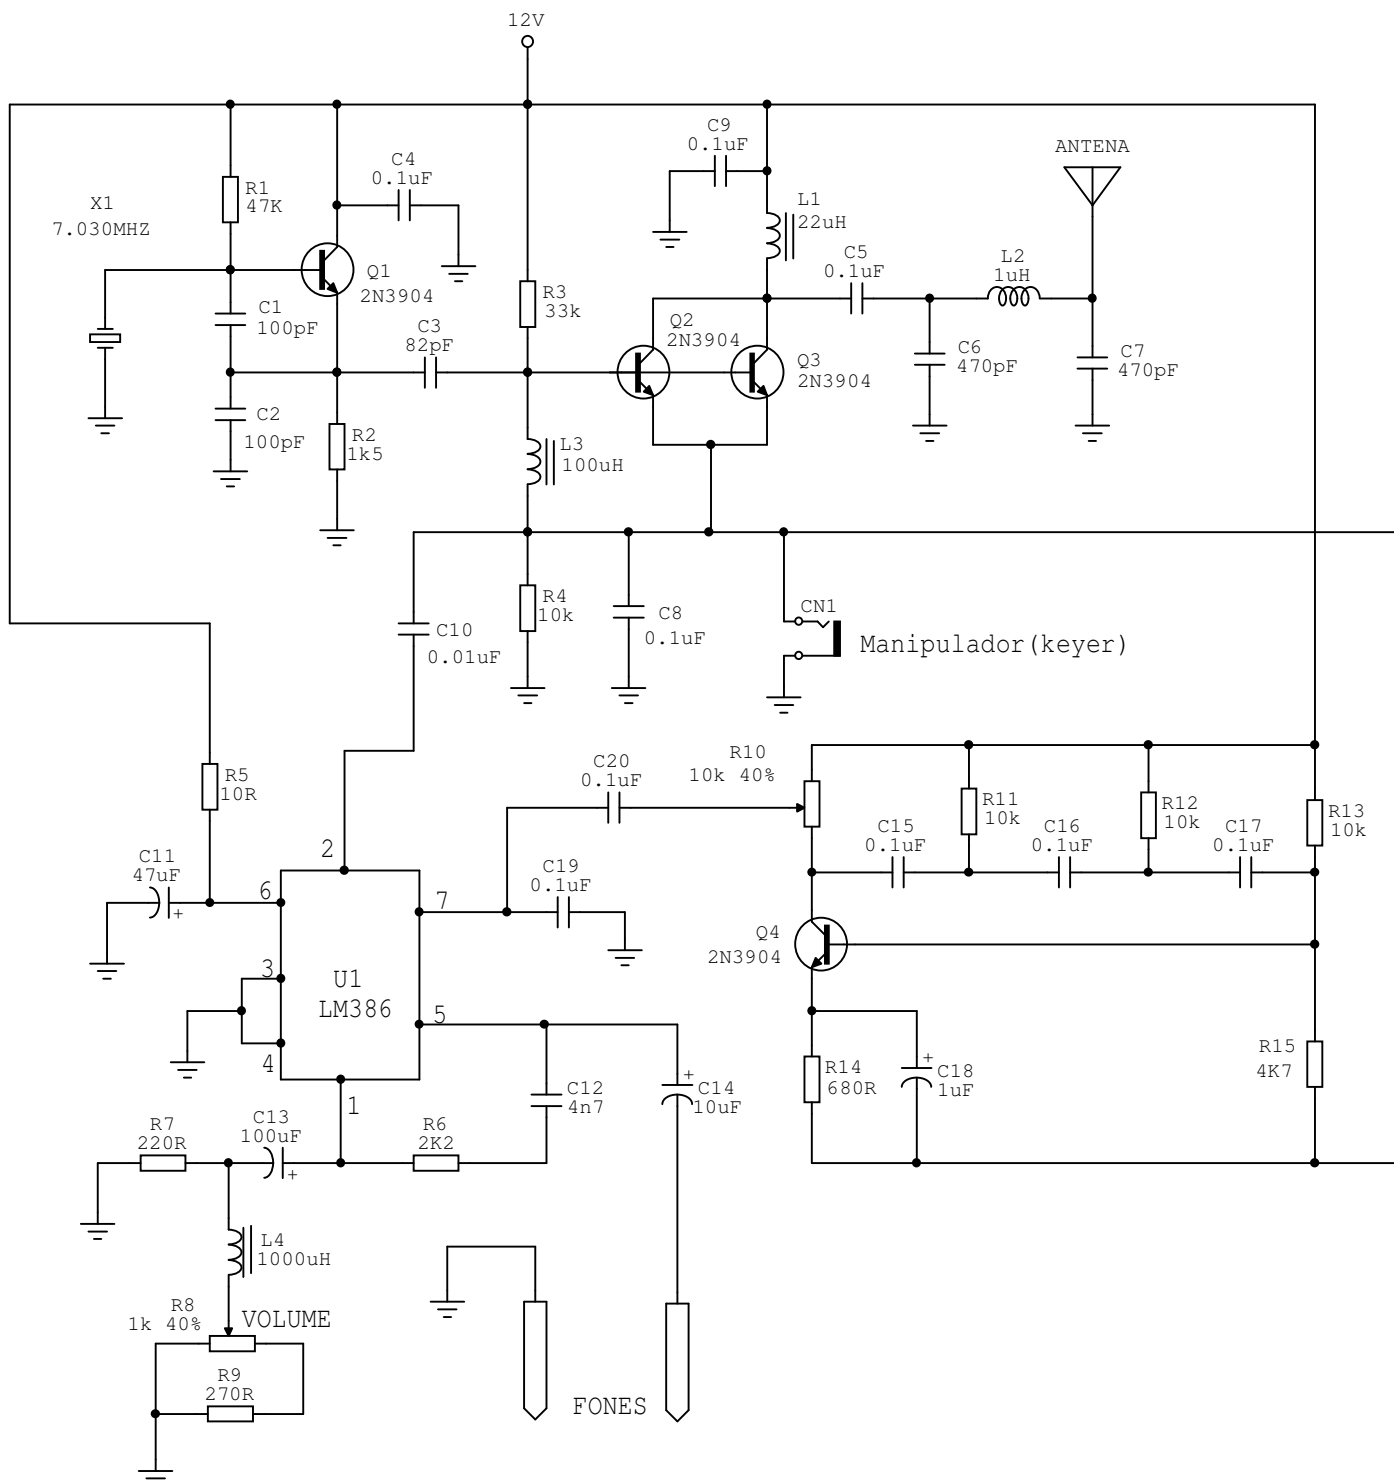 12V
C9
0.1uF
ANTENA
C4
0.1uF
X1
7.030MHZ
R1
47K
L1
22uH
Q1
2N3904
C5
0.1uF
L2
1uH
R3
33k
C1
100pF
C3
82pF
Q2
2N3904
Q3
2N3904
C6
470pF
C7
470pF
C2
100pF
R2
1k5
L3
100uH
R4
10k
C8
0.1uF
CN1
C10
0.01uF
Manipulador(keyer)
R5
10R
C20
0.1uF
R10
10k 40%
R11
10k
R12
10k
R13
10k
C15
0.1uF
C16
0.1uF
C17
0.1uF
C11
47uF
+
2
6
7
C19
0.1uF
Q4
2N3904
3
U1
LM386
5
4
1
C12
4n7
+
C14
10uF
R14
680R
+
C18
1uF
R15
4K7
R7
220R
C13
100uF
+
R6
2K2
L4
1000uH
R8
1k 40%
VOLUME
R9
270R
FONES